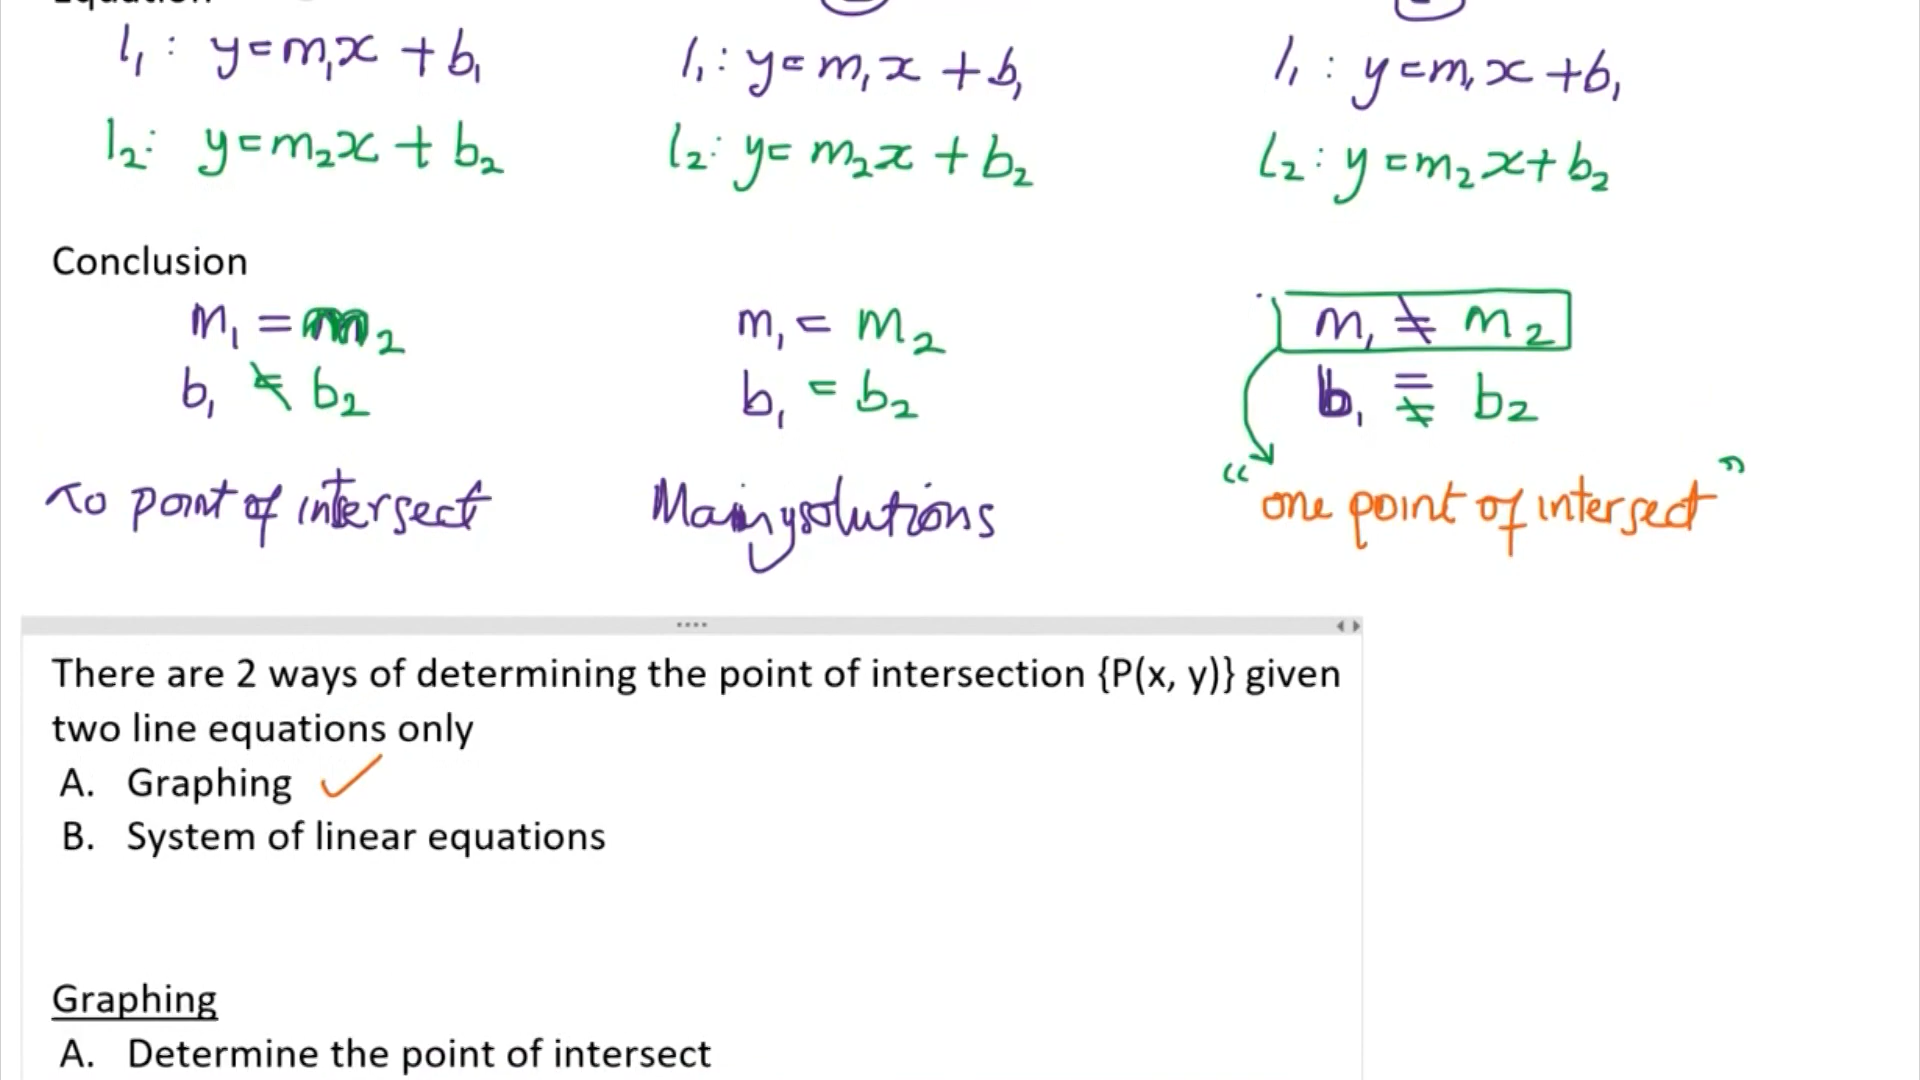 Equation
l₁ : y=m₁x +b₁ l₁ : y=m₁x +b₁ l₁ : y=m₁x +b₁
l₂: y=m₂x + b₂ l₂: y= m₂x + b₂ l₂ : y =m₂x+b₂
Conclusion
m₁ = m₂ m₁ = m₂ m₁ ≠ m₂
b₁ ≠ b₂ b₁ = b₂ b₁ = ≠ b₂
point of intersect Many solutions "one point of intersect"
There are 2 ways of determining the point of intersection {P(x, y)} given
two line equations only
A. Graphing ✓
B. System of linear equations
Graphing
A. Determine the point of intersect